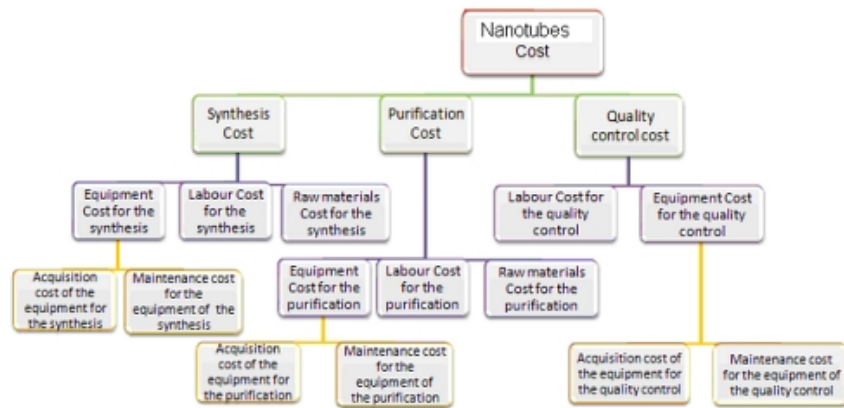 Nanotubes
Cost
Synthesis
Cost
Purification
Cost
Quality
control cost
Equipment
Cost for the
synthesis
Labour Cost
for the
synthesis
Raw materials
Cost for the
synthesis
Labour Cost for
the quality
control
Equipment Cost
for the quality
control
Acquisition
cost of the
equipment for
the synthesis
Maintenance cost
for the
equipment of the
synthesis
Equipment
Cost for the
purification
Labour Cost
for the
purification
Raw materials
Cost for the
purification
Acquisition
cost of the
equipment for
the purification
Maintenance cost
for the
equipment of
the purification
Acquisition cost of
the equipment for
the quality control
Maintenance cost
for the equipment of
the quality control